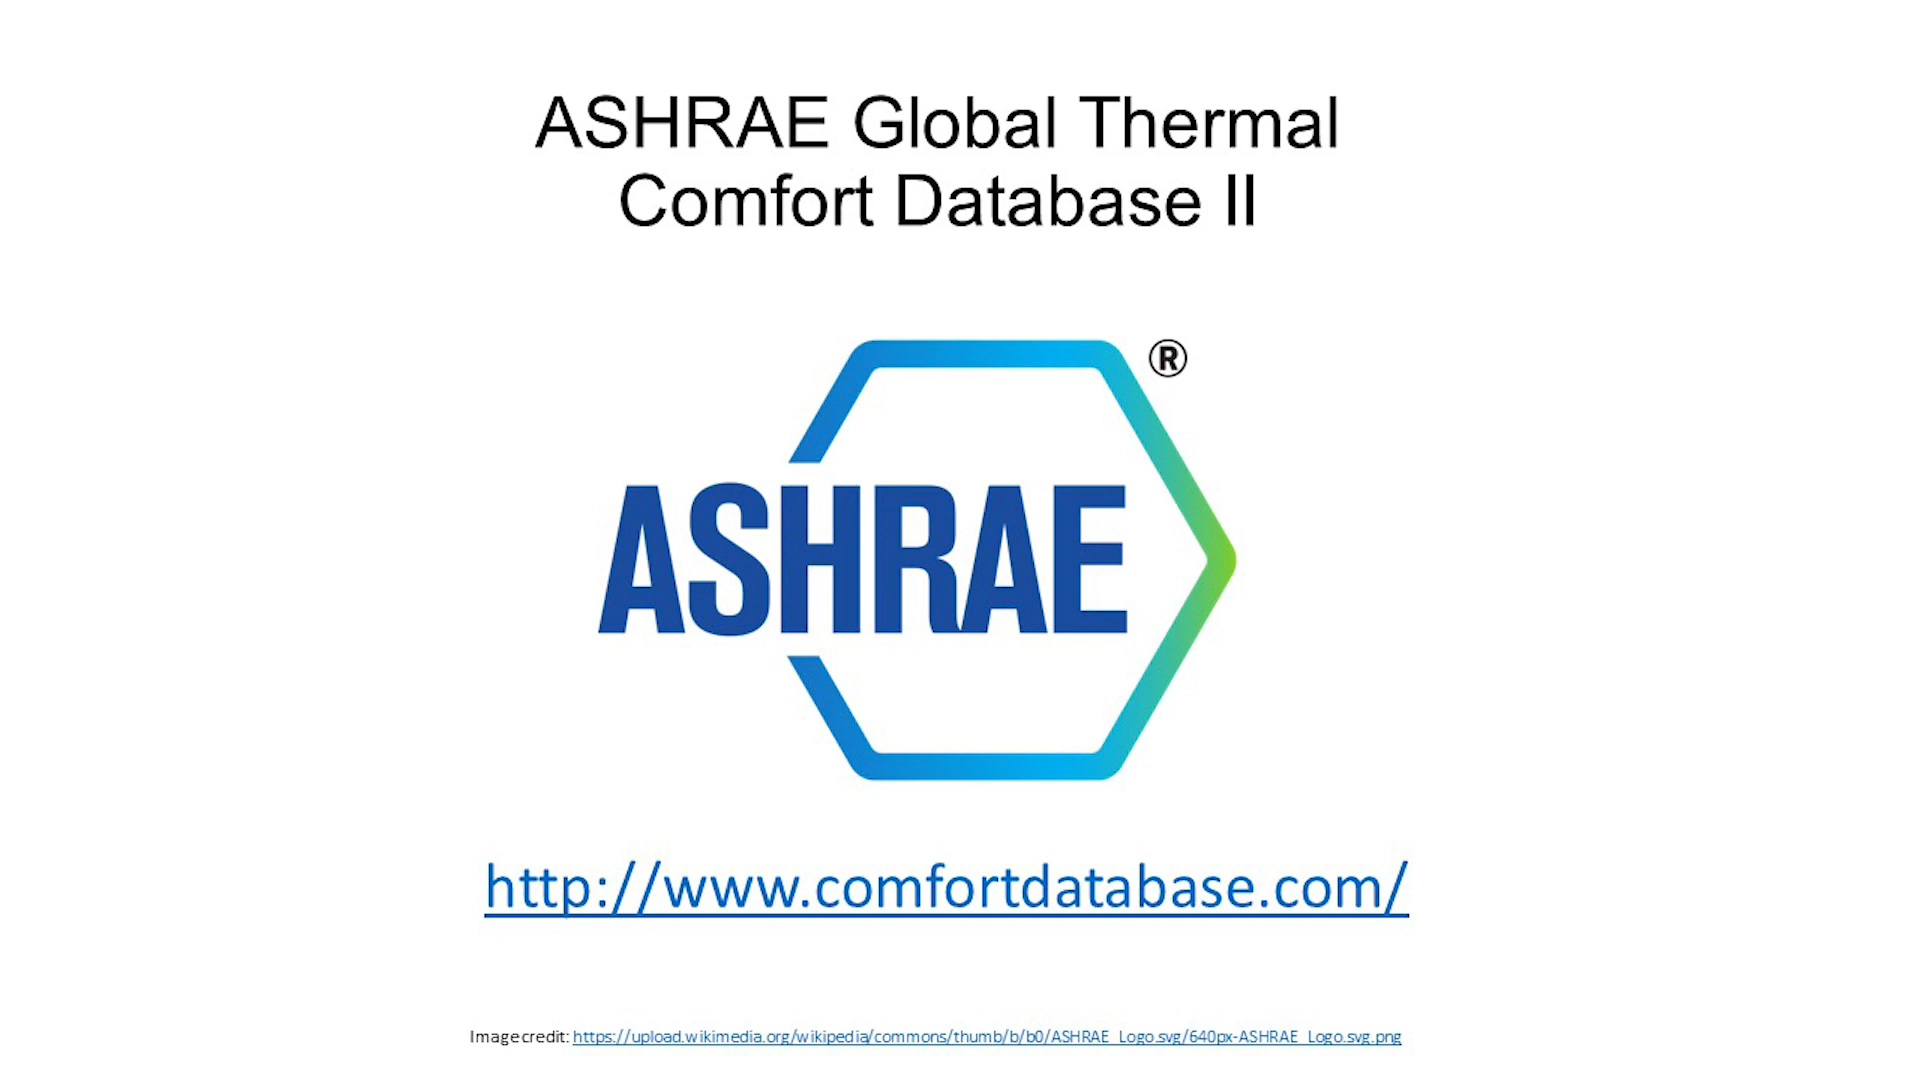 ASHRAE Global Thermal
Comfort Database II
®
ASHRAE
http://www.comfortdatabase.com/
Image credit: https://upload.wikimedia.org/wikipedia/commons/thumb/b/b0/ASHRAE_Logo.svg/640px-ASHRAE_Logo.svg.png